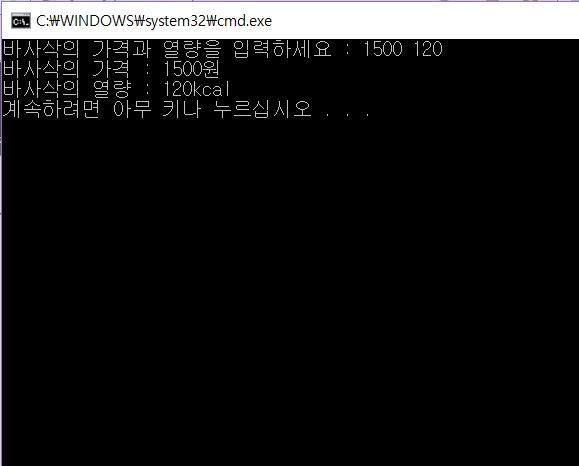 C:₩WINDOWS₩system32₩cmd.exe
바사삭의 가격과 열량을 입력하세요 : 1500 120
바사삭의 가격 : 1500원
바사삭의 열량 : 120kcal
계속하려면 아무 키나 누르십시오 . . .